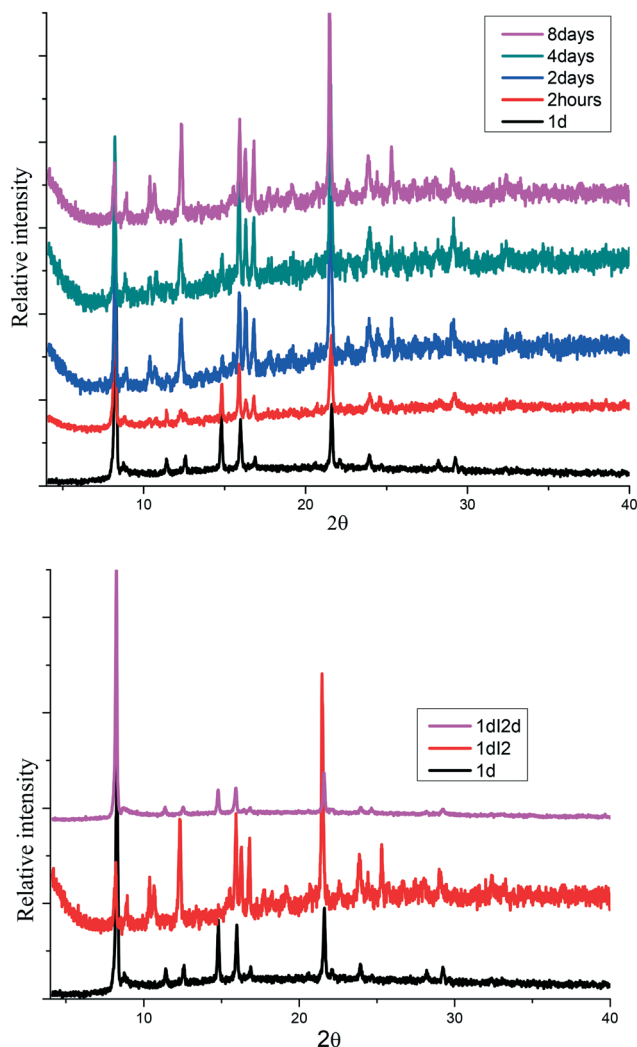 8days
4days
2days
2hours
1d
Relative intensity
10 20 30 40
2θ
1dI2d
1dI2
1d
Relative intensity
10 20 30 40
2θ